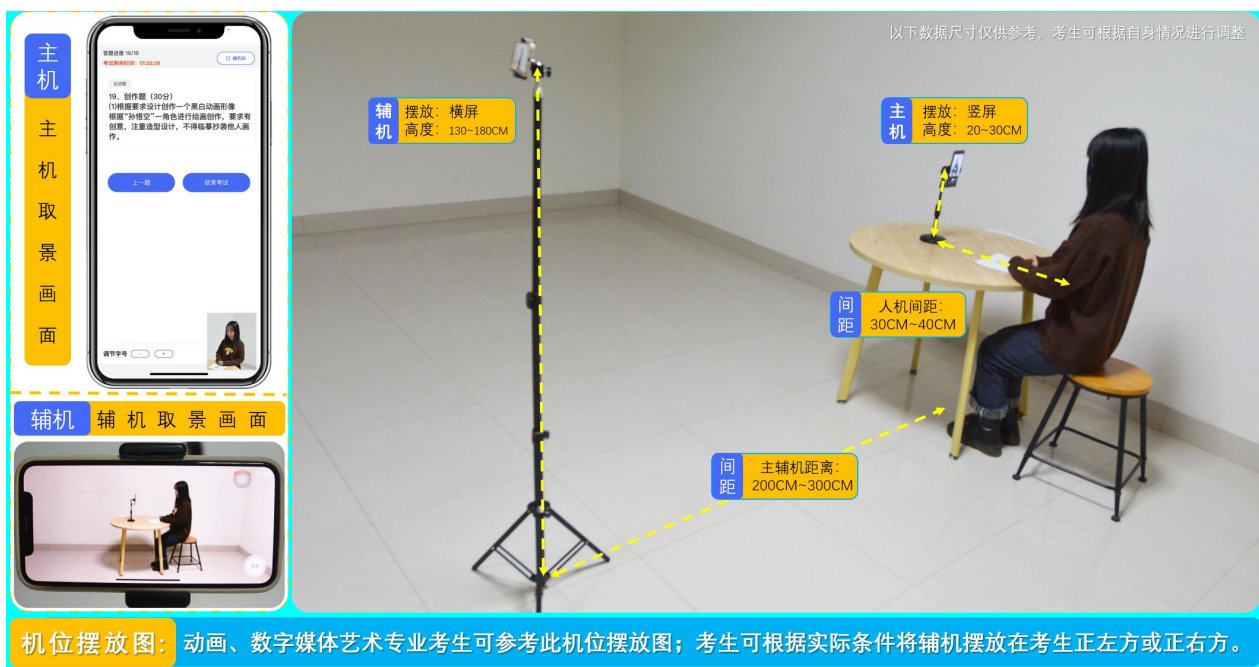 主机
主机取景画面
答题进度 19/19
考试剩余时间：01:28:28
辅机码
主观题
19、创作题（30分）
(1)根据要求设计创作一个黑白动画形象
根据“孙悟空”一角色进行绘画创作，要求有
创意，注重造型设计，不得临摹抄袭他人画
作。
上一题
结束考试
调节字号
-
+
辅机
辅机取景画面
以下数据尺寸仅供参考，考生可根据自身情况进行调整
辅机
摆放：横屏
高度：130~180CM
主机
摆放：竖屏
高度：20~30CM
间距
人机间距：
30CM~40CM
间距
主辅机距离：
200CM~300CM
机位摆放图：动画、数字媒体艺术专业考生可参考此机位摆放图；考生可根据实际条件将辅机摆放在考生正左方或正右方。